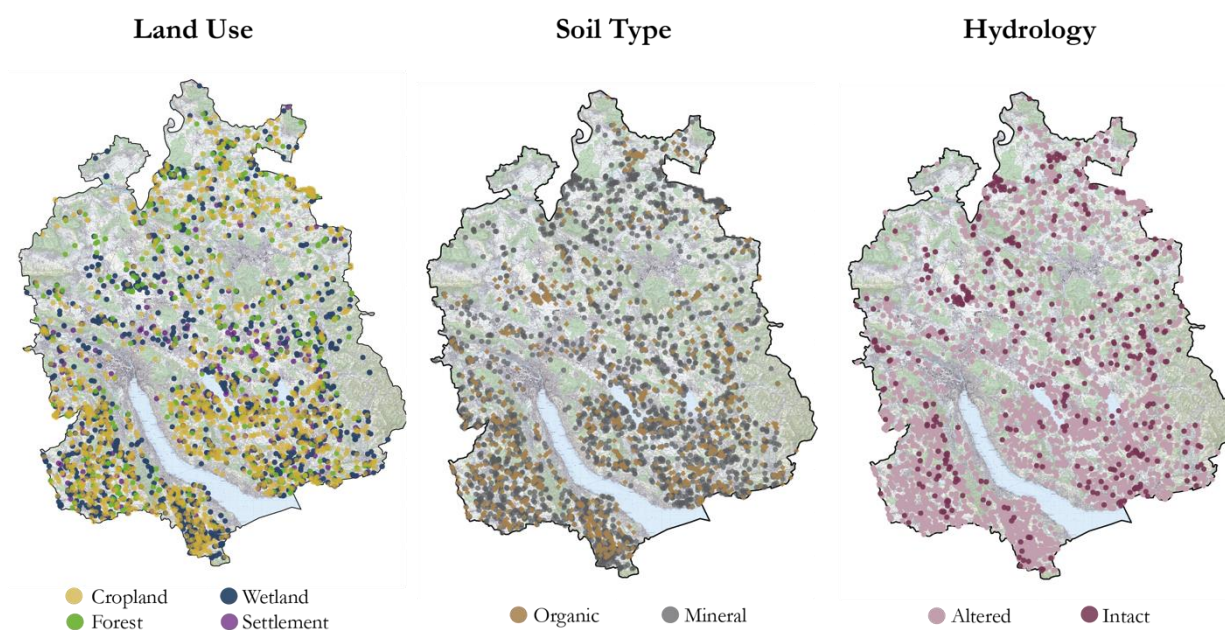 Land Use
Soil Type
Hydrology
Cropland
Wetland
Forest
Settlement
Organic
Mineral
Altered
Intact